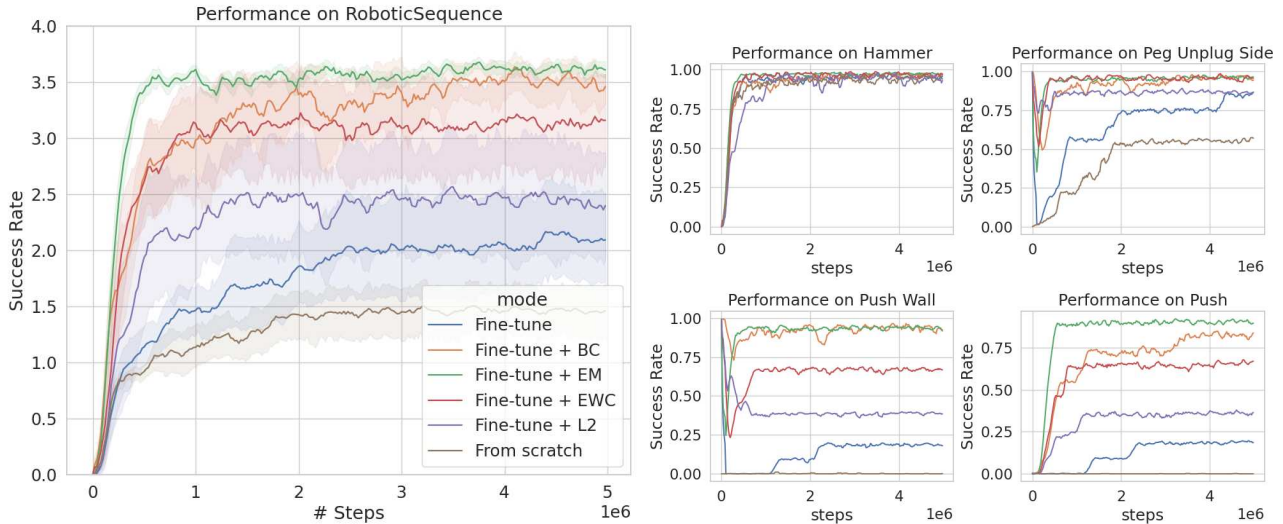 Performance on RoboticSequence
Success Rate
4.0
3.5
3.0
2.5
2.0
1.5
1.0
0.5
0.0
0
1
2
3
4
5
1e6
# Steps
mode
Fine-tune
Fine-tune + BC
Fine-tune + EM
Fine-tune + EWC
Fine-tune + L2
From scratch
Performance on Hammer
Success Rate
1.00
0.75
0.50
0.25
0.00
0
2
4
1e6
steps
Performance on Peg Unplug Side
Success Rate
1.00
0.75
0.50
0.25
0.00
0
2
4
1e6
steps
Performance on Push Wall
Success Rate
1.00
0.75
0.50
0.25
0.00
0
2
4
1e6
steps
Performance on Push
Success Rate
0.75
0.50
0.25
0.00
0
2
4
1e6
steps